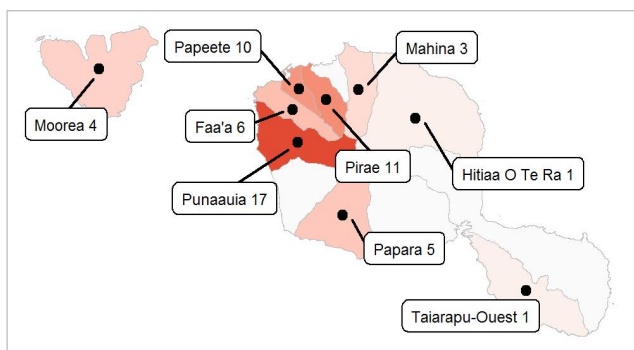 Papeete 10
Mahina 3
Moorea 4
Faa'a 6
Pirae 11
Hitiaa O Te Ra 1
Punaauia 17
Papara 5
Taiarapu-Ouest 1